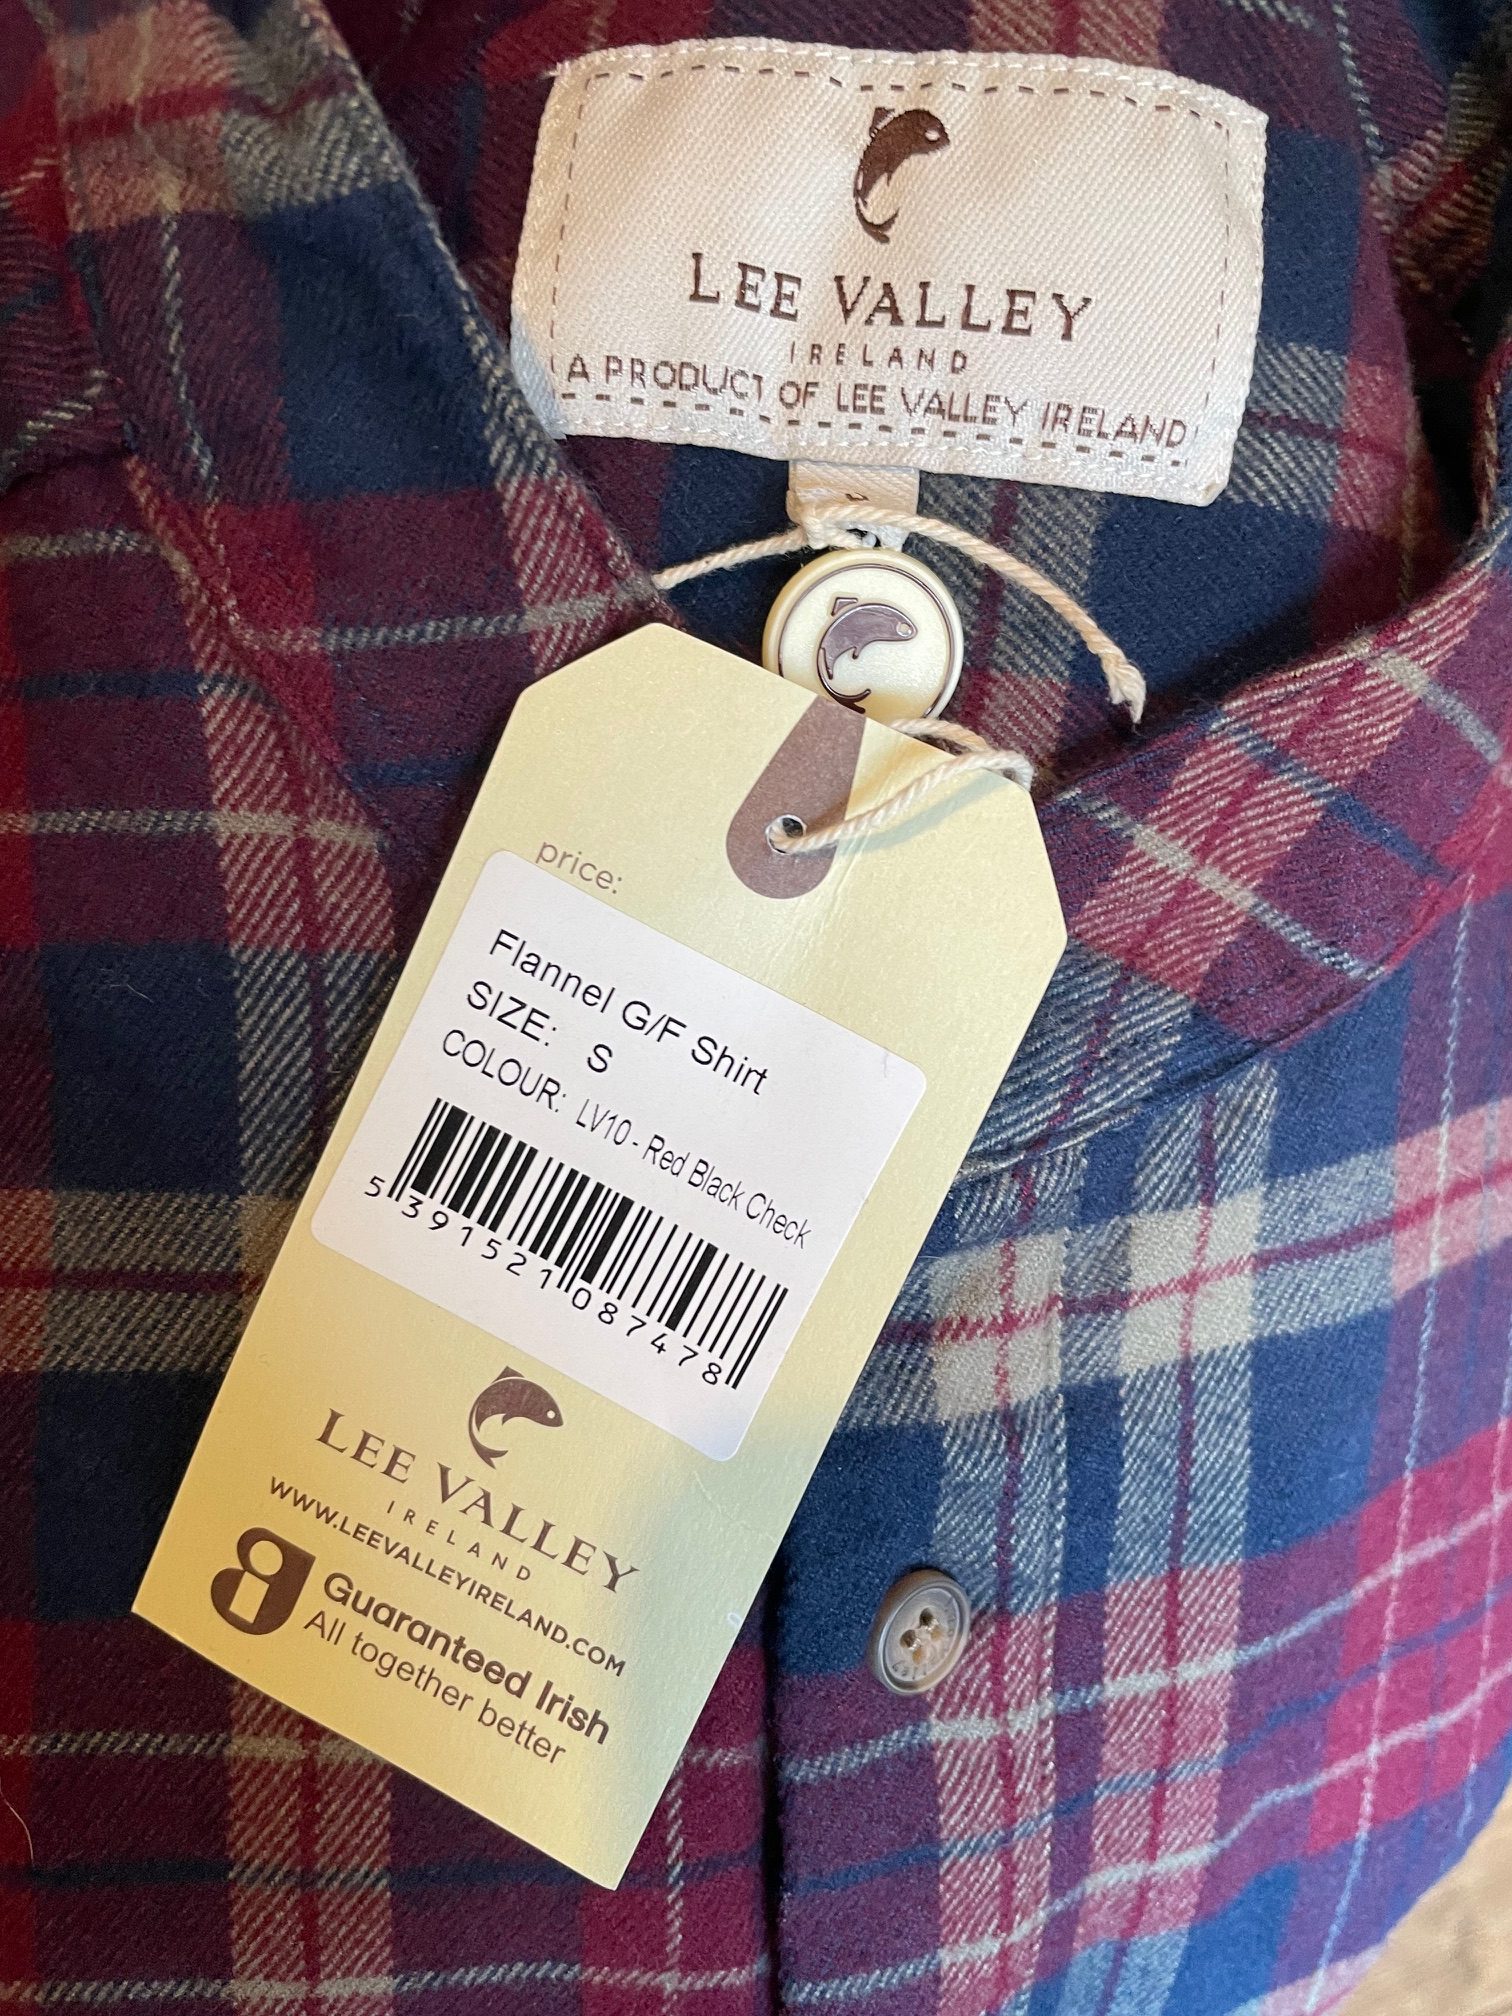 LEE VALLEY
IRELAND
A PRODUCT OF LEE VALLEY IRELAND
price:
Flannel G/F Shirt
SIZE: S
COLOUR: LV10 - Red Black Check
5 391521 087478
LEE VALLEY
IRELAND
WWW.LEEVALLEYIRELAND.COM
Guaranteed Irish
All together better